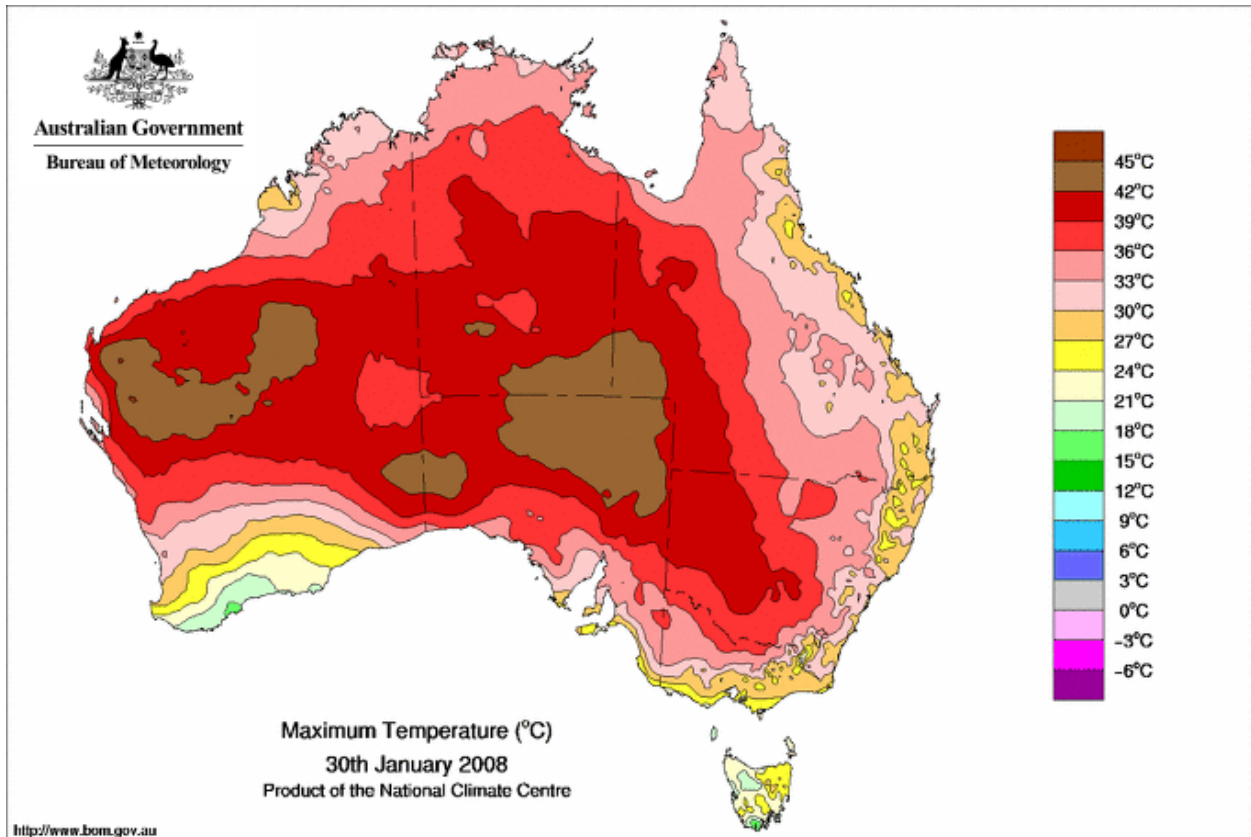 Australian Government
Bureau of Meteorology
45°C
42°C
39°C
36°C
33°C
30°C
27°C
24°C
21°C
18°C
15°C
12°C
9°C
6°C
3°C
0°C
-3°C
-6°C
Maximum Temperature (°C)
30th January 2008
Product of the National Climate Centre
http://www.bom.gov.au